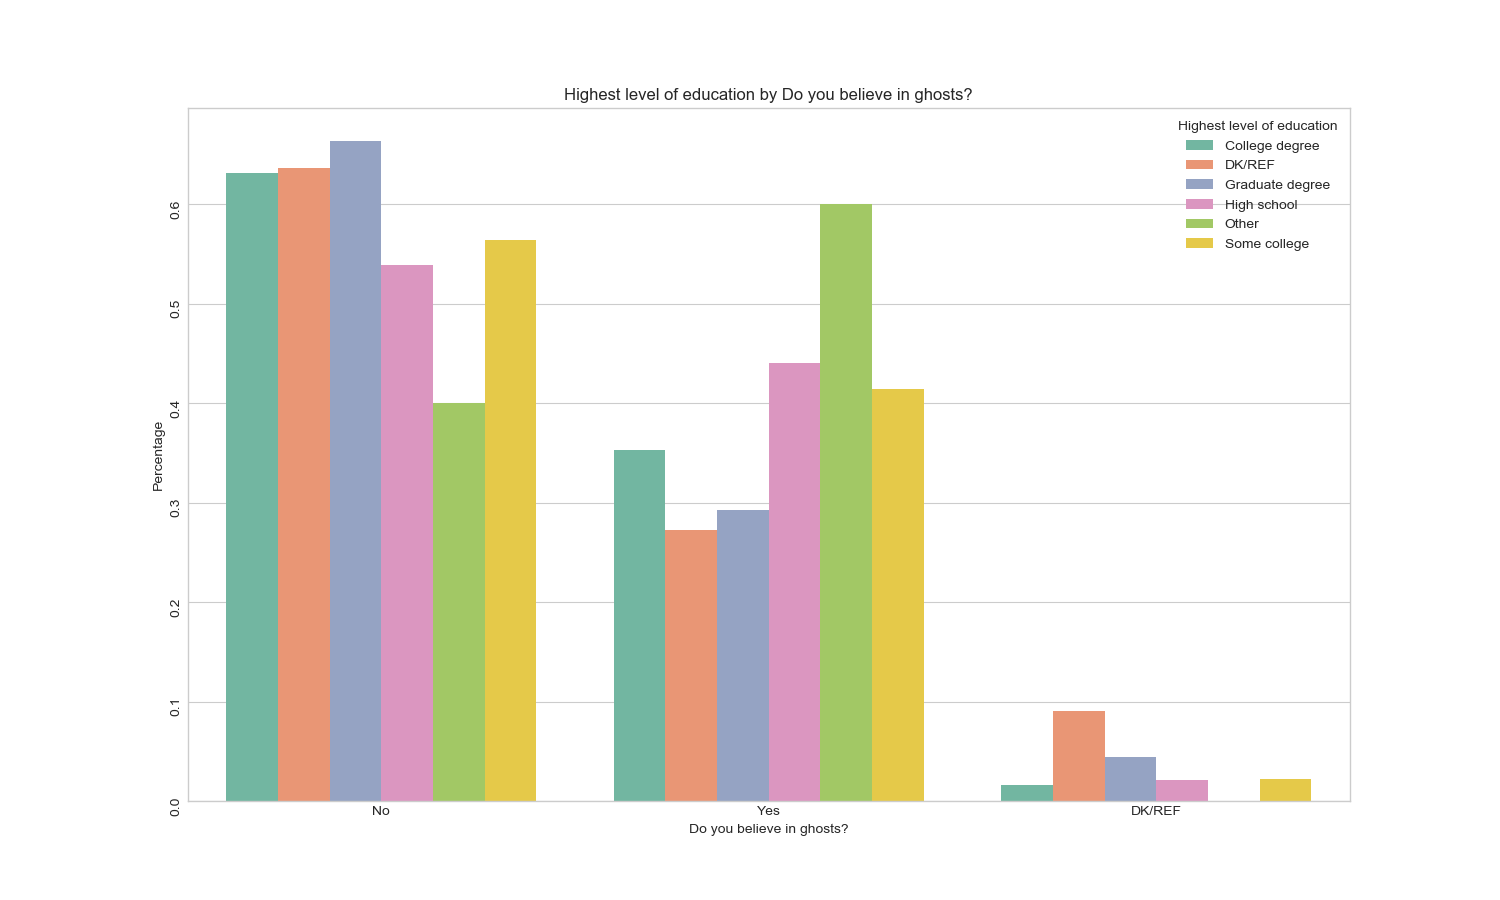 Highest level of education by Do you believe in ghosts?
Highest level of education
College degree
DK/REF
Graduate degree
High school
Other
Some college
Percentage
0.6
0.5
0.4
0.3
0.2
0.1
0.0
No
Yes
DK/REF
Do you believe in ghosts?